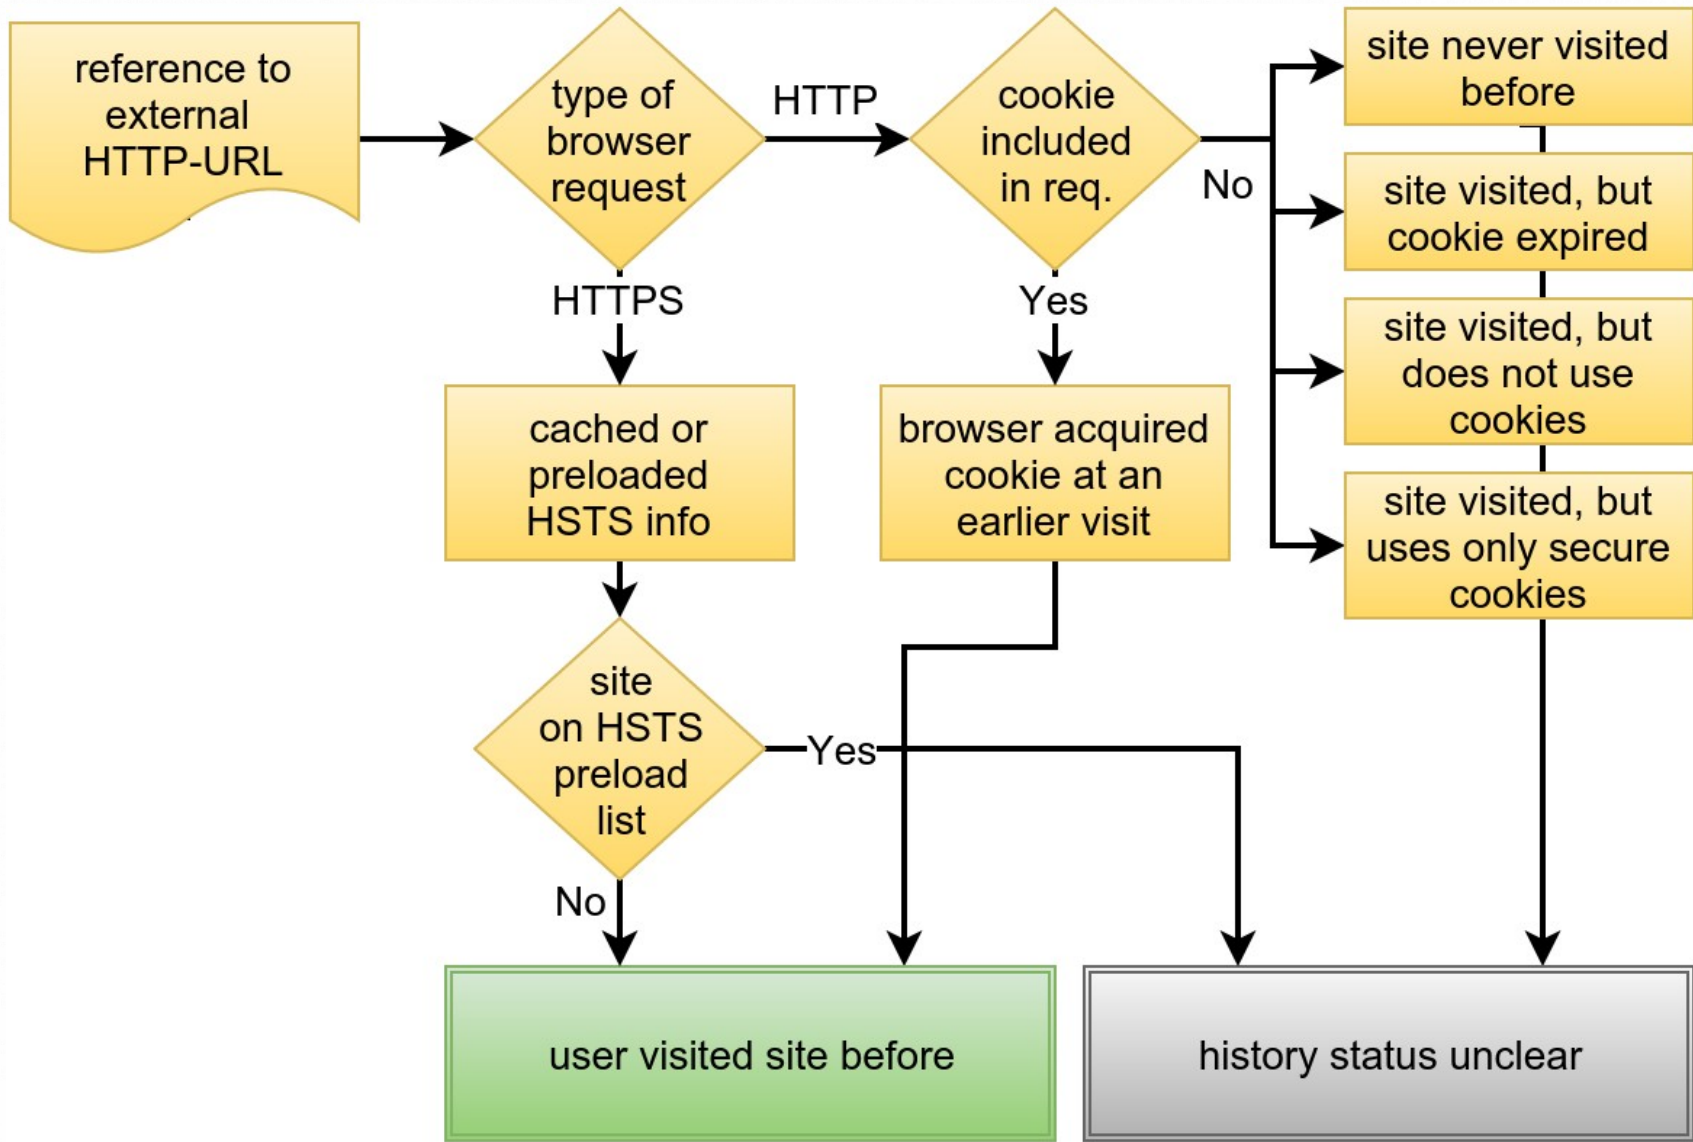 reference to
external
HTTP-URL
type of
browser
request
HTTP
cookie
included
in req.
No
site never visited
before
site visited, but
cookie expired
site visited, but
does not use
cookies
site visited, but
uses only secure
cookies
HTTPS
Yes
cached or
preloaded
HSTS info
browser acquired
cookie at an
earlier visit
site
on HSTS
preload
list
Yes
No
user visited site before
history status unclear